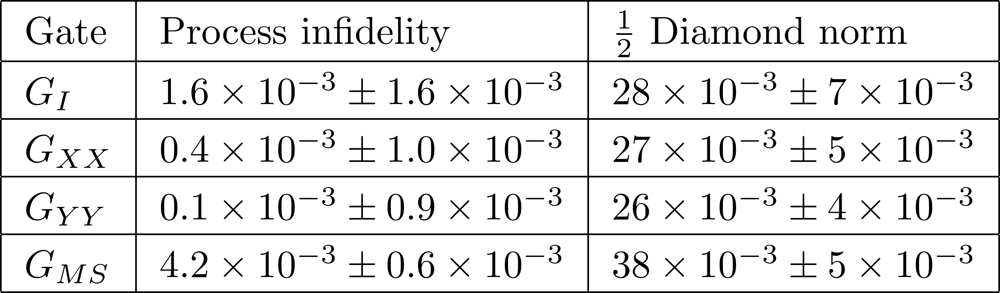 Gate Process infidelity ½ Diamond norm
G_I 1.6 × 10⁻³ ± 1.6 × 10⁻³ 28 × 10⁻³ ± 7 × 10⁻³
G_XX 0.4 × 10⁻³ ± 1.0 × 10⁻³ 27 × 10⁻³ ± 5 × 10⁻³
G_YY 0.1 × 10⁻³ ± 0.9 × 10⁻³ 26 × 10⁻³ ± 4 × 10⁻³
G_MS 4.2 × 10⁻³ ± 0.6 × 10⁻³ 38 × 10⁻³ ± 5 × 10⁻³